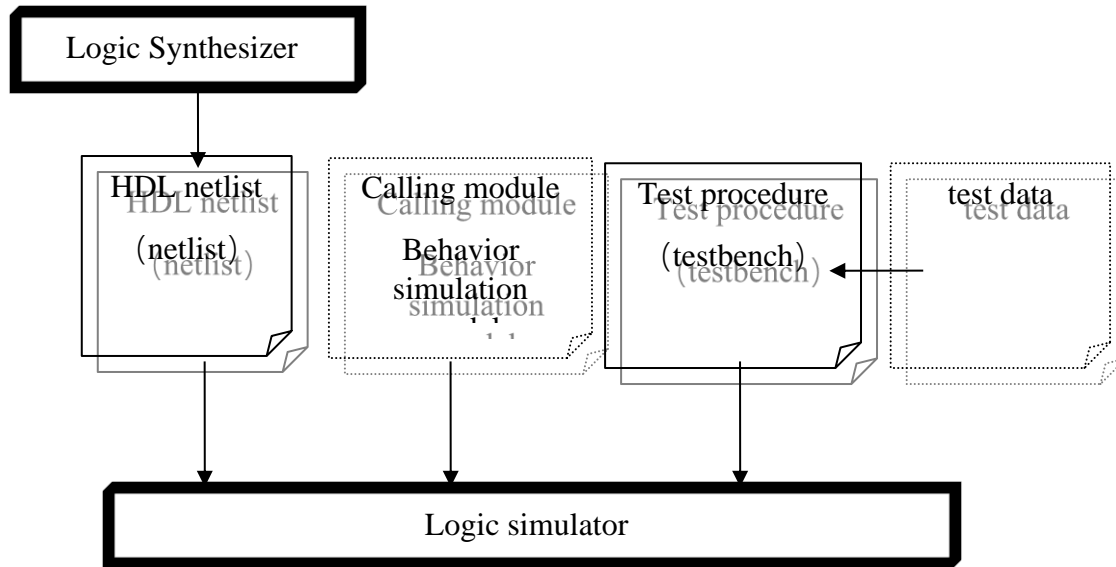 Logic Synthesizer
HDL netlist
（netlist）
Calling module
Behavior
simulation
Test procedure
（testbench）
test data
Logic simulator